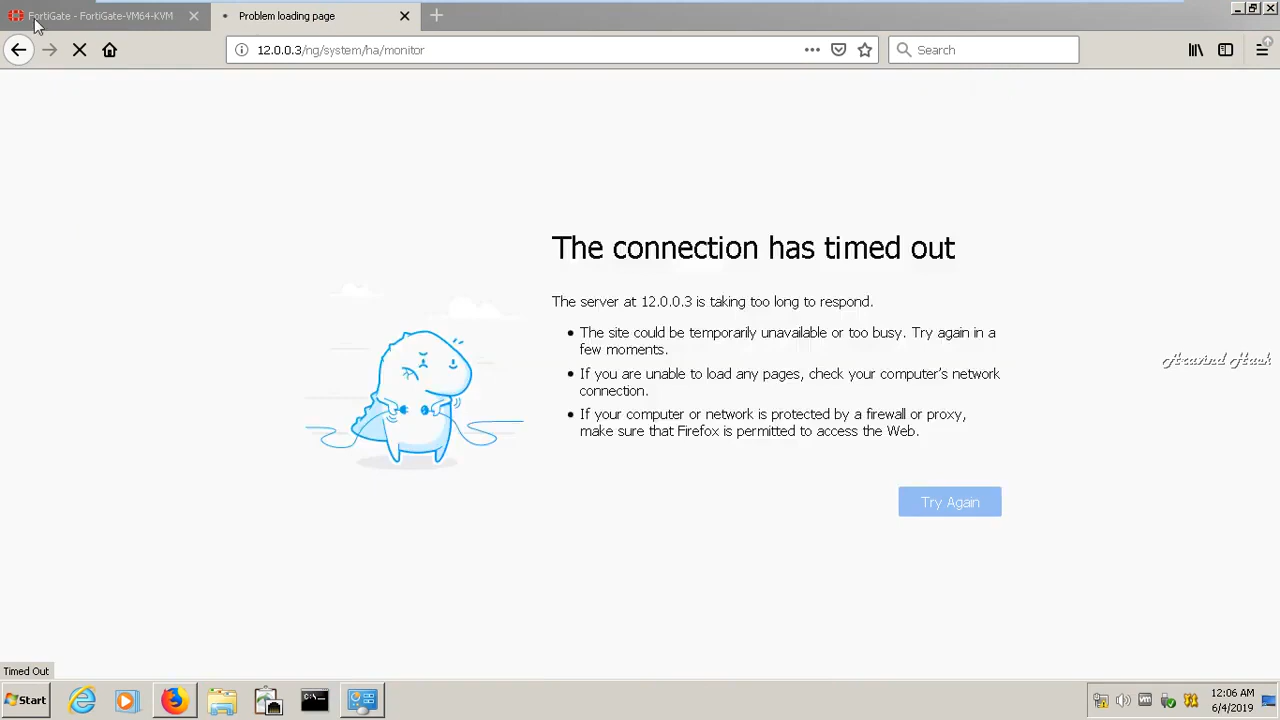 FortiGate - FortiGate-VM64-KVM
Problem loading page
12.0.0.3/ng/system/ha/monitor
Search
The connection has timed out
The server at 12.0.0.3 is taking too long to respond.
The site could be temporarily unavailable or too busy. Try again in a
few moments.
If you are unable to load any pages, check your computer's network
connection.
If your computer or network is protected by a firewall or proxy,
make sure that Firefox is permitted to access the Web.
Aravind Hash
Try Again
Timed Out
Start
12:06 AM
6/4/2019